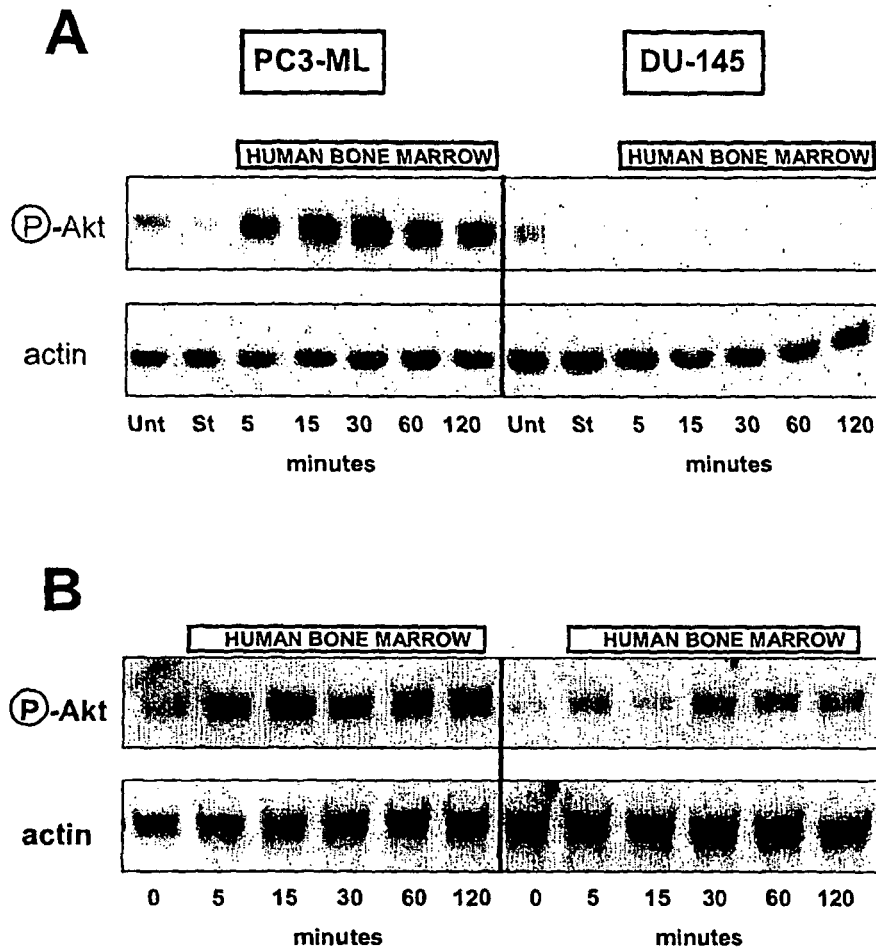 A
PC3-ML DU-145
HUMAN BONE MARROW HUMAN BONE MARROW
P-Akt
actin
Unt St 5 15 30 60 120 Unt St 5 15 30 60 120
minutes minutes
B
HUMAN BONE MARROW HUMAN BONE MARROW
P-Akt
actin
0 5 15 30 60 120 0 5 15 30 60 120
minutes minutes